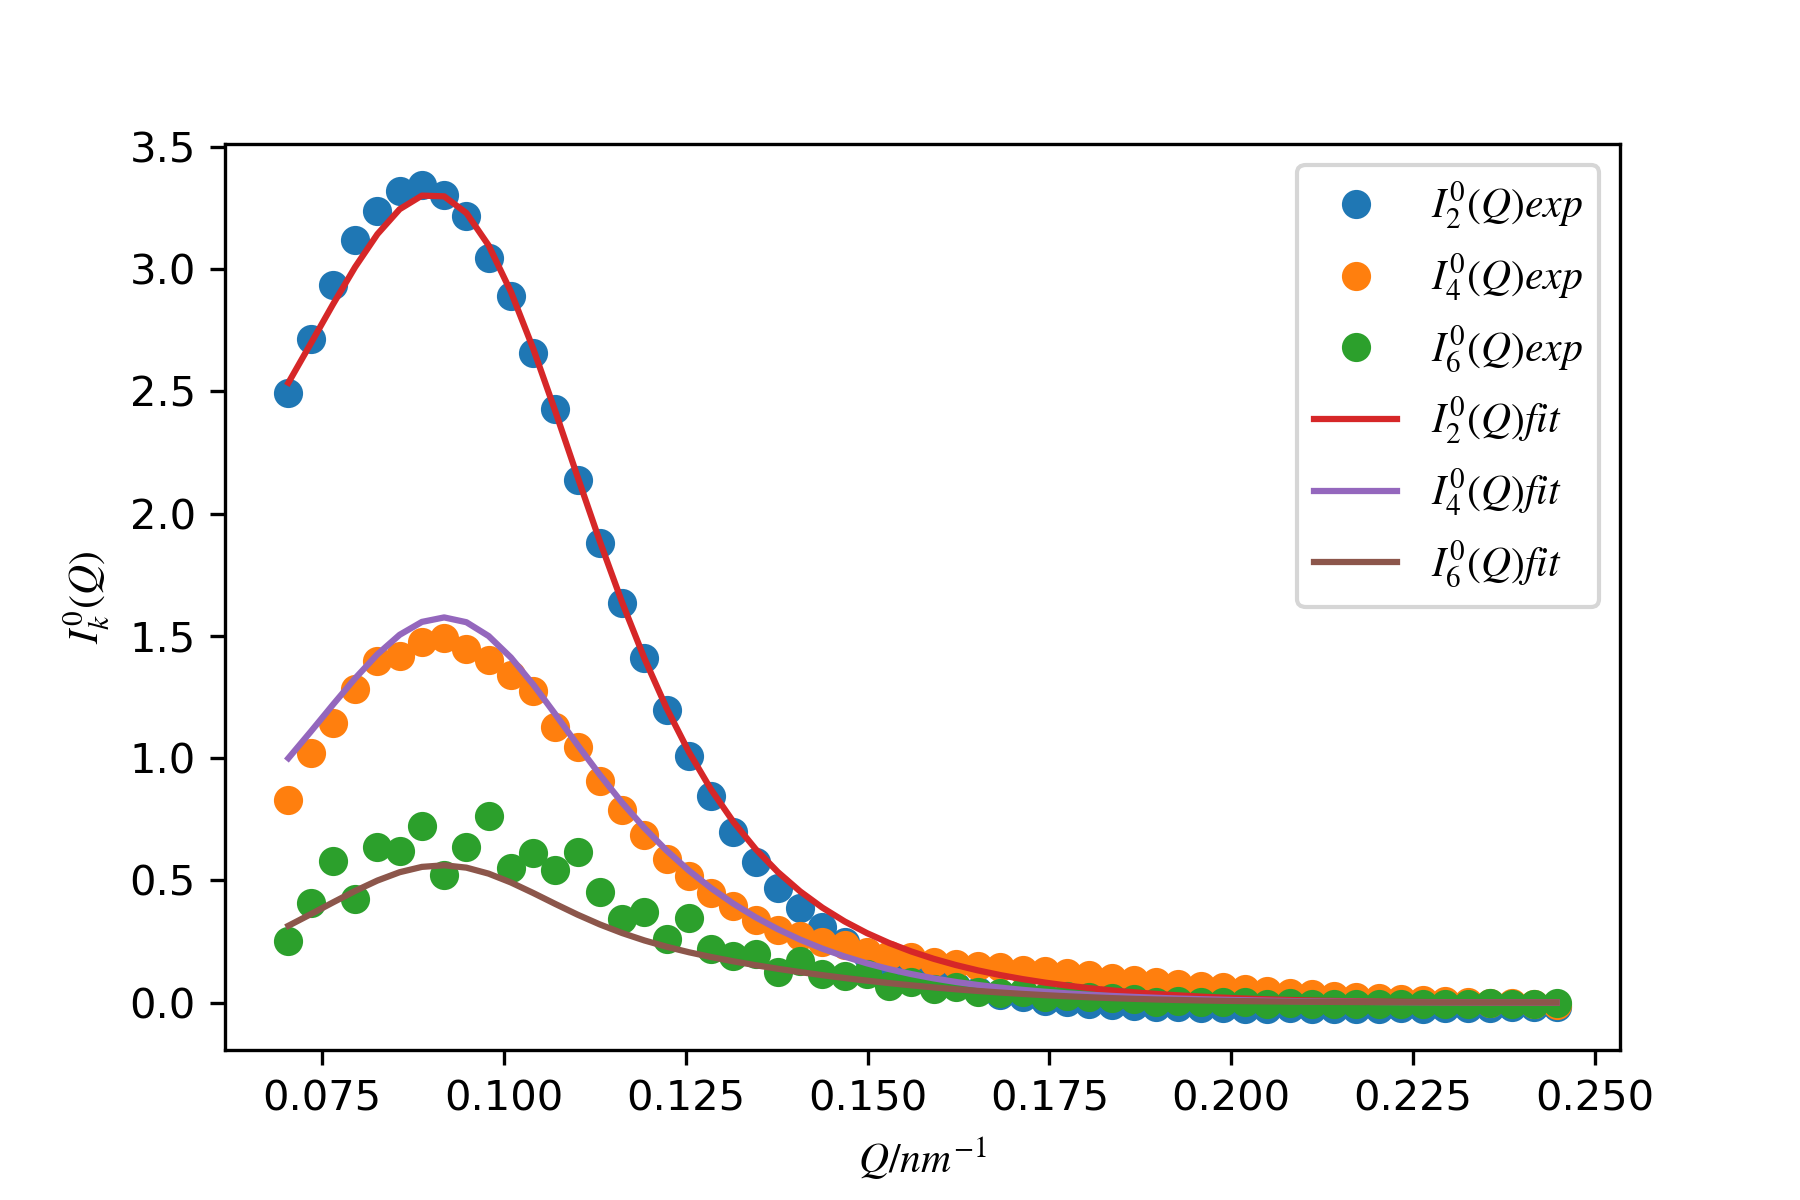 3.5
3.0
2.5
2.0
1.5
1.0
0.5
0.0
0.075 0.100 0.125 0.150 0.175 0.200 0.225 0.250
I_k^0(Q)
Q/nm^{−1}
I_2^0(Q)exp
I_4^0(Q)exp
I_6^0(Q)exp
I_2^0(Q)fit
I_4^0(Q)fit
I_6^0(Q)fit